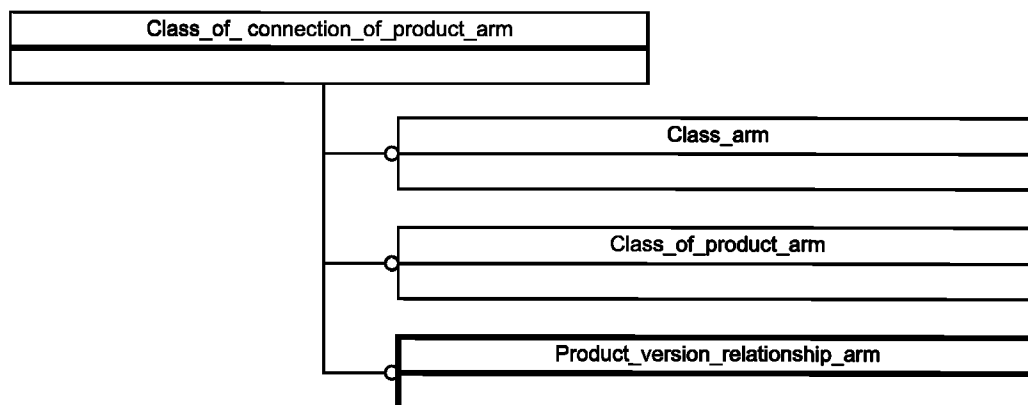 Class_of_ connection_of_product_arm
Class_arm
Class_of_product_arm
Product_version_relationship_arm